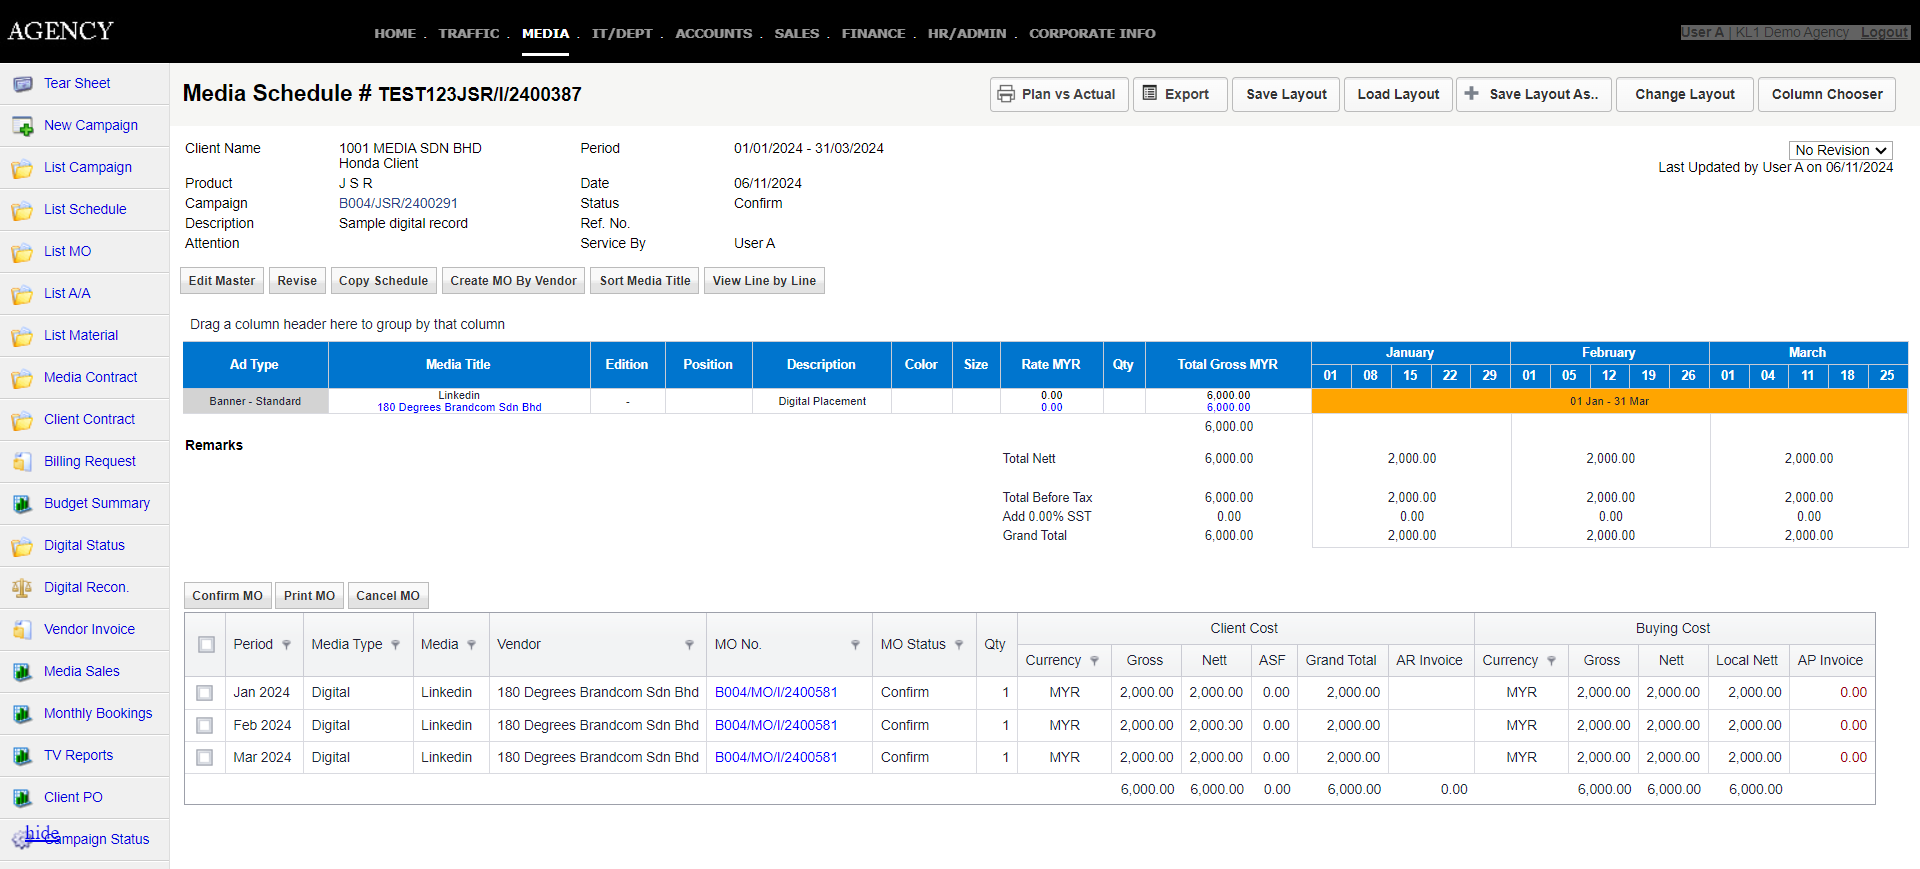 AGENCY
HOME . TRAFFIC . MEDIA . IT/DEPT . ACCOUNTS . SALES . FINANCE . HR/ADMIN . CORPORATE INFO
User A | KL1 Demo Agency Logout
Tear Sheet
New Campaign
List Campaign
List Schedule
List MO
List A/A
List Material
Media Contract
Client Contract
Billing Request
Budget Summary
Digital Status
Digital Recon.
Vendor Invoice
Media Sales
Monthly Bookings
TV Reports
Client PO
hide
Campaign Status
Media Schedule # TEST123JSR/I/2400387
Plan vs Actual Export Save Layout Load Layout Save Layout As.. Change Layout Column Chooser
Client Name 1001 MEDIA SDN BHD Period 01/01/2024 - 31/03/2024 No Revision
Honda Client Last Updated by User A on 06/11/2024
Product J S R Date 06/11/2024
Campaign B004/JSR/2400291 Status Confirm
Description Sample digital record Ref. No.
Attention Service By User A
Edit Master Revise Copy Schedule Create MO By Vendor Sort Media Title View Line by Line
Drag a column header here to group by that column
Ad Type Media Title Edition Position Description Color Size Rate MYR Qty Total Gross MYR January February March
01 08 15 22 29 01 05 12 19 26 01 04 11 18 25
Banner - Standard Linkedin - Digital Placement 0.00 6,000.00 01 Jan - 31 Mar
180 Degrees Brandcom Sdn Bhd 0.00 6,000.00
6,000.00
Remarks
Total Nett 6,000.00 2,000.00 2,000.00 2,000.00
Total Before Tax 6,000.00 2,000.00 2,000.00 2,000.00
Add 0.00% SST 0.00 0.00 0.00 0.00
Grand Total 6,000.00 2,000.00 2,000.00 2,000.00
Confirm MO Print MO Cancel MO
Period Media Type Media Vendor MO No. MO Status Qty Client Cost Buying Cost
Currency Gross Nett ASF Grand Total AR Invoice Currency Gross Nett Local Nett AP Invoice
Jan 2024 Digital Linkedin 180 Degrees Brandcom Sdn Bhd B004/MO/I/2400581 Confirm 1 MYR 2,000.00 2,000.00 0.00 2,000.00 MYR 2,000.00 2,000.00 2,000.00 0.00
Feb 2024 Digital Linkedin 180 Degrees Brandcom Sdn Bhd B004/MO/I/2400581 Confirm 1 MYR 2,000.00 2,000.00 0.00 2,000.00 MYR 2,000.00 2,000.00 2,000.00 0.00
Mar 2024 Digital Linkedin 180 Degrees Brandcom Sdn Bhd B004/MO/I/2400581 Confirm 1 MYR 2,000.00 2,000.00 0.00 2,000.00 MYR 2,000.00 2,000.00 2,000.00 0.00
6,000.00 6,000.00 0.00 6,000.00 0.00 6,000.00 6,000.00 6,000.00